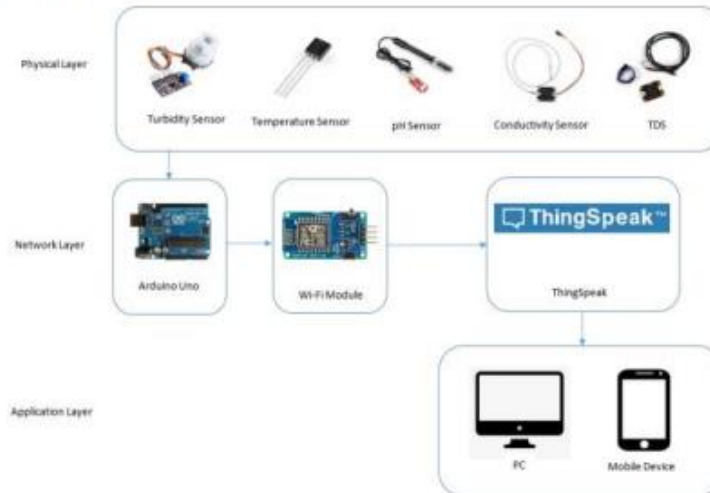 Physical Layer
Turbidity Sensor
Temperature Sensor
pH Sensor
Conductivity Sensor
TDS
Network Layer
Arduino Uno
Wi-Fi Module
ThingSpeak™
ThingSpeak
Application Layer
PC
Mobile Device